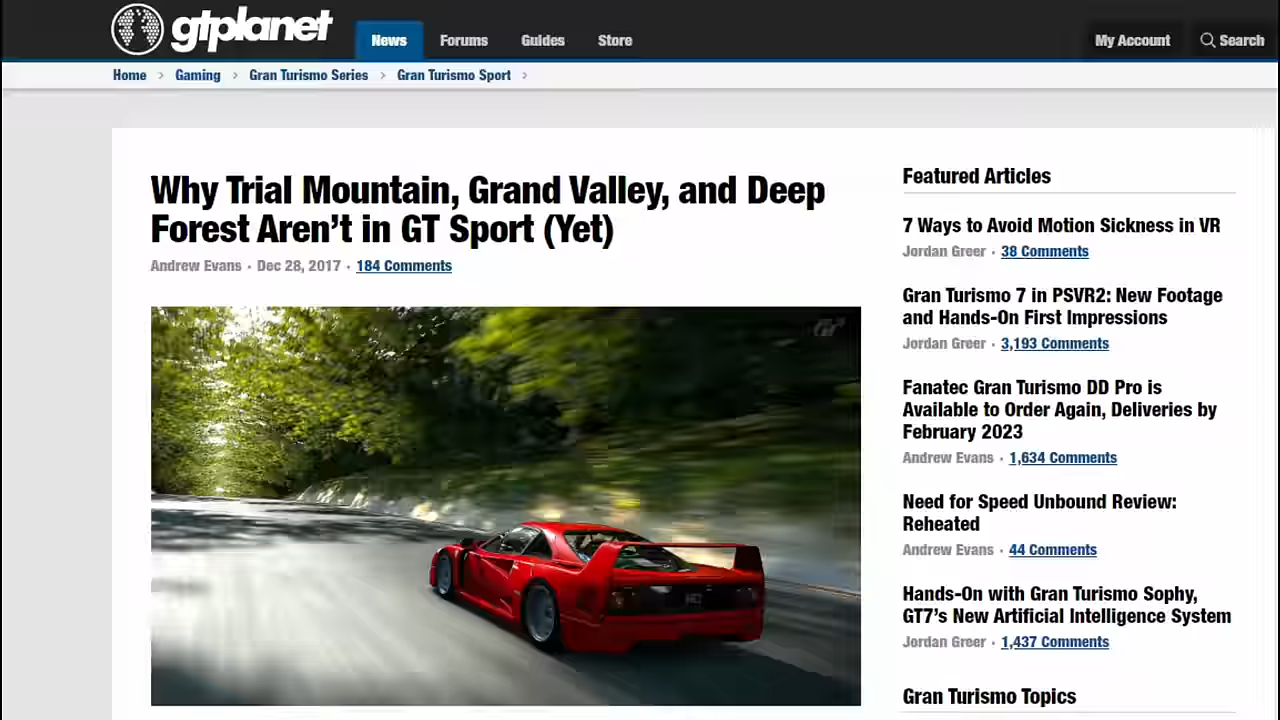 gtplanet
News Forums Guides Store My Account Search
Home > Gaming > Gran Turismo Series > Gran Turismo Sport >
Why Trial Mountain, Grand Valley, and Deep
Forest Aren’t in GT Sport (Yet)
Andrew Evans · Dec 28, 2017 · 184 Comments
GT
Featured Articles
7 Ways to Avoid Motion Sickness in VR
Jordan Greer · 38 Comments
Gran Turismo 7 in PSVR2: New Footage
and Hands-On First Impressions
Jordan Greer · 3,193 Comments
Fanatec Gran Turismo DD Pro is
Available to Order Again, Deliveries by
February 2023
Andrew Evans · 1,634 Comments
Need for Speed Unbound Review:
Reheated
Andrew Evans · 44 Comments
Hands-On with Gran Turismo Sophy,
GT7’s New Artificial Intelligence System
Jordan Greer · 1,437 Comments
Gran Turismo Topics